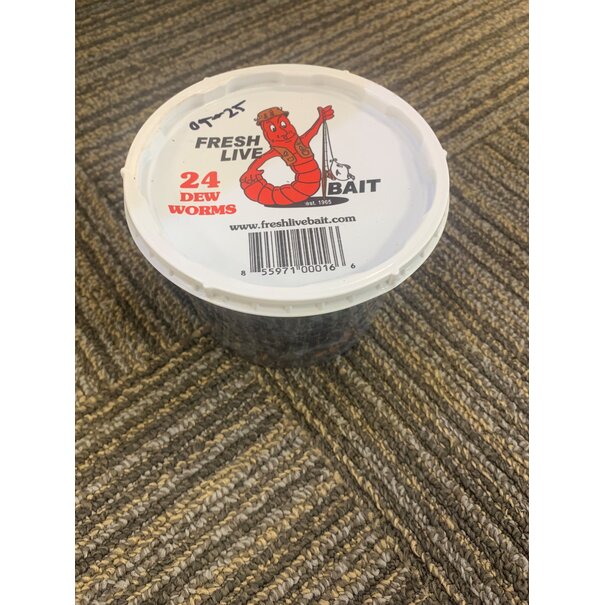 FRESH
LIVE
BAIT
24
DEW
WORMS
est. 1965
www.freshlivebait.com
8 55971 00016 6